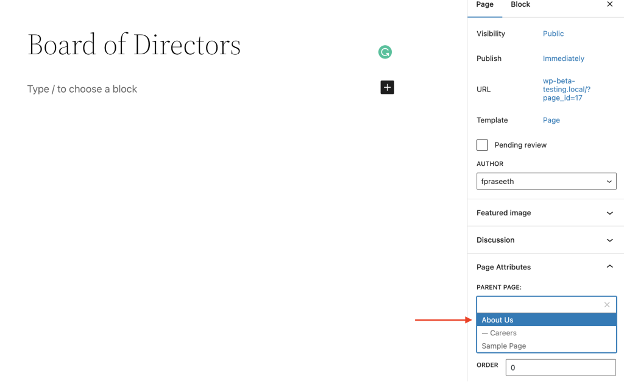 Page Block
Board of Directors
Type / to choose a block
Visibility Public
Publish Immediately
URL wp-beta-
testing.local/?
page_id=17
Template Page
Pending review
AUTHOR
fpraseeth
Featured image
Discussion
Page Attributes
PARENT PAGE:
About Us
— Careers
Sample Page
ORDER 0